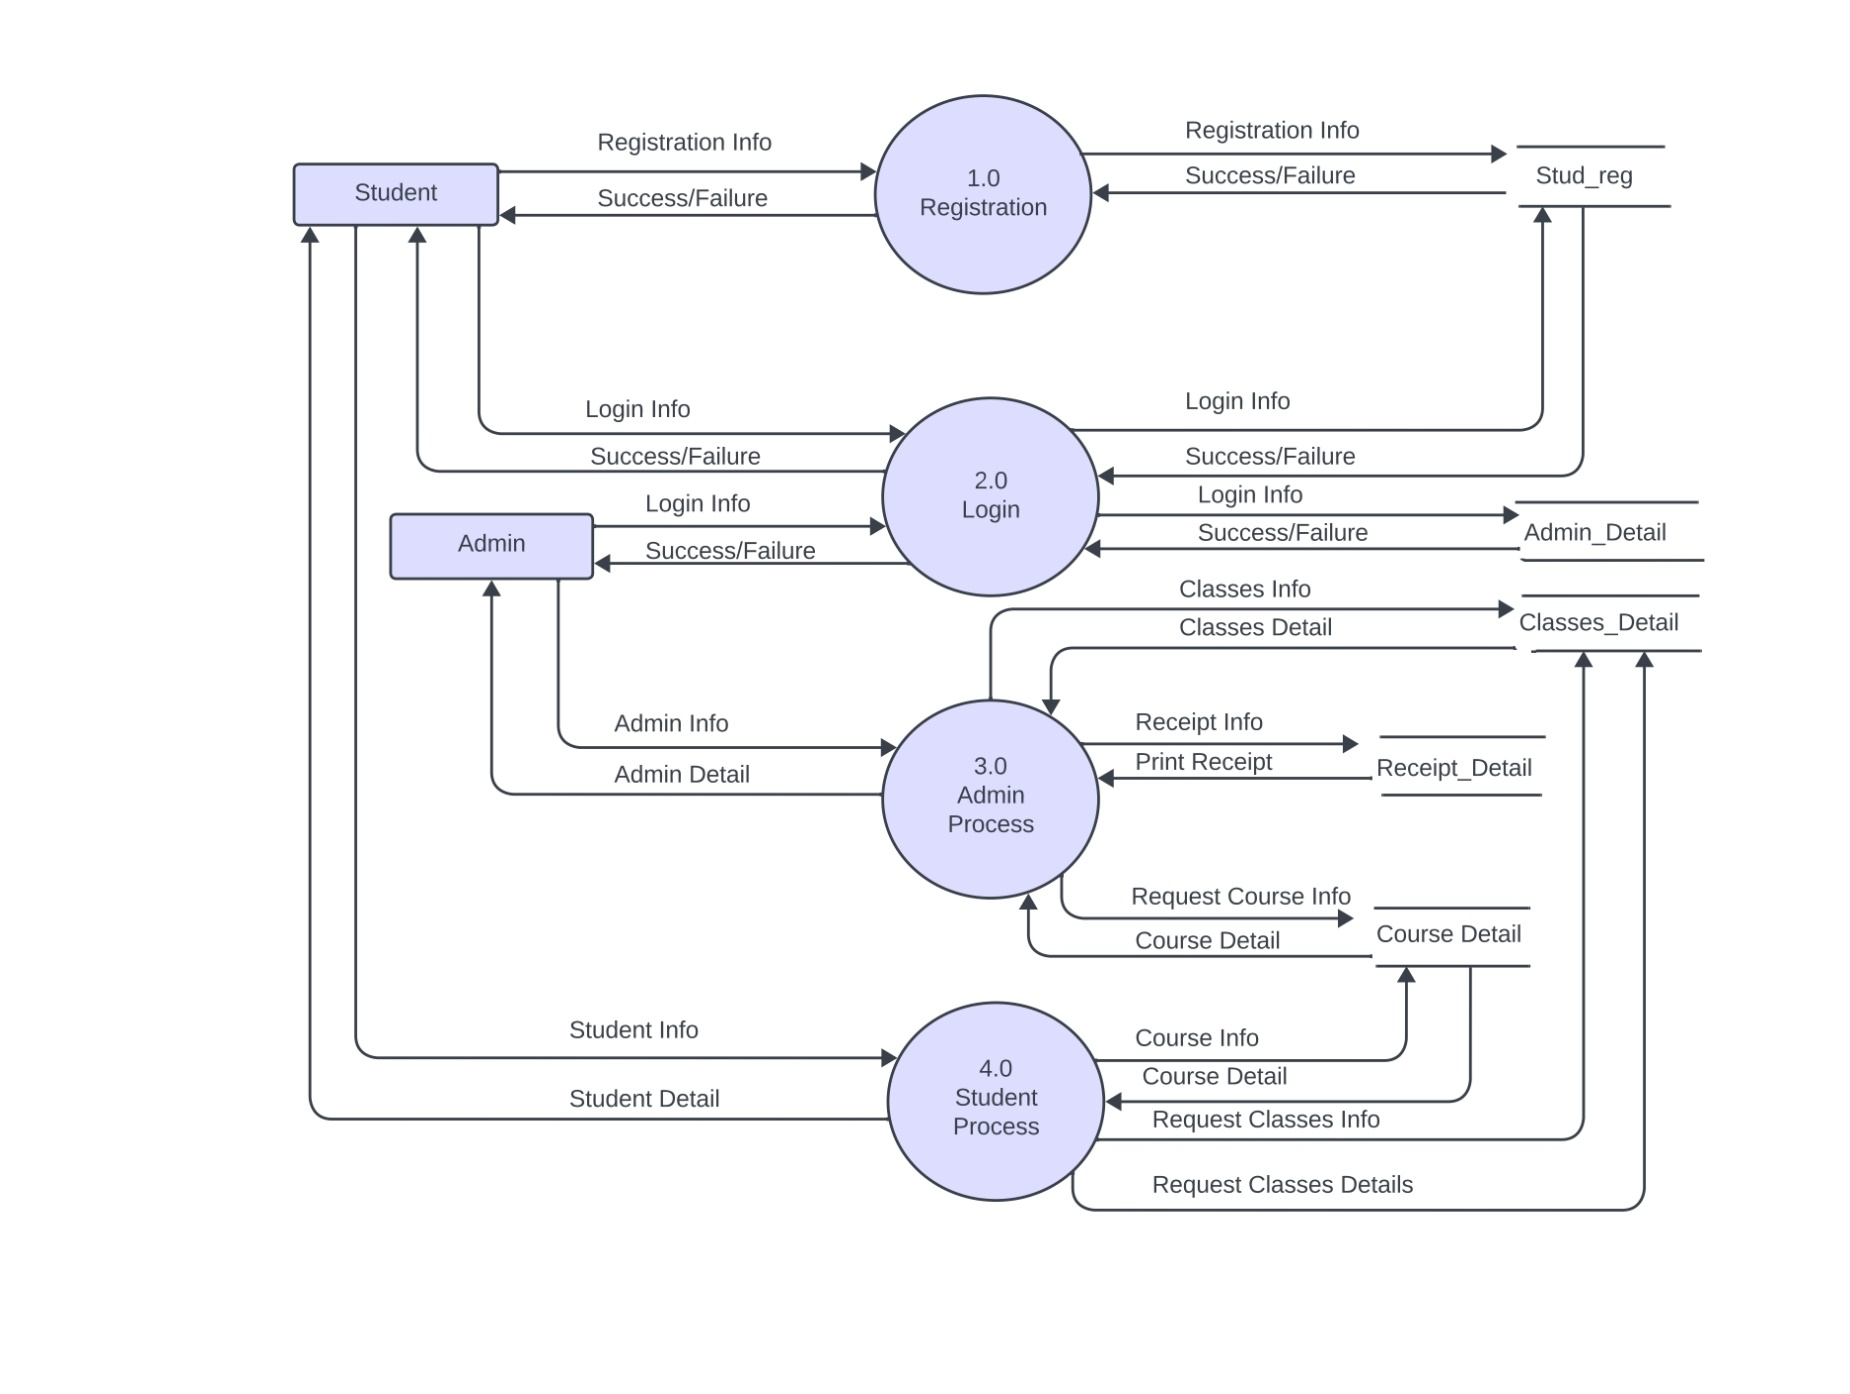 Registration Info
Registration Info
Student
Success/Failure
1.0
Registration
Success/Failure
Stud_reg
Login Info
Login Info
Success/Failure
Success/Failure
2.0
Login
Login Info
Login Info
Admin
Success/Failure
Success/Failure
Admin_Detail
Classes Info
Classes Detail
Classes_Detail
Admin Info
Admin Detail
3.0
Admin
Process
Receipt Info
Print Receipt
Receipt_Detail
Request Course Info
Course Detail
Course Detail
Student Info
Student Detail
4.0
Student
Process
Course Info
Course Detail
Request Classes Info
Request Classes Details